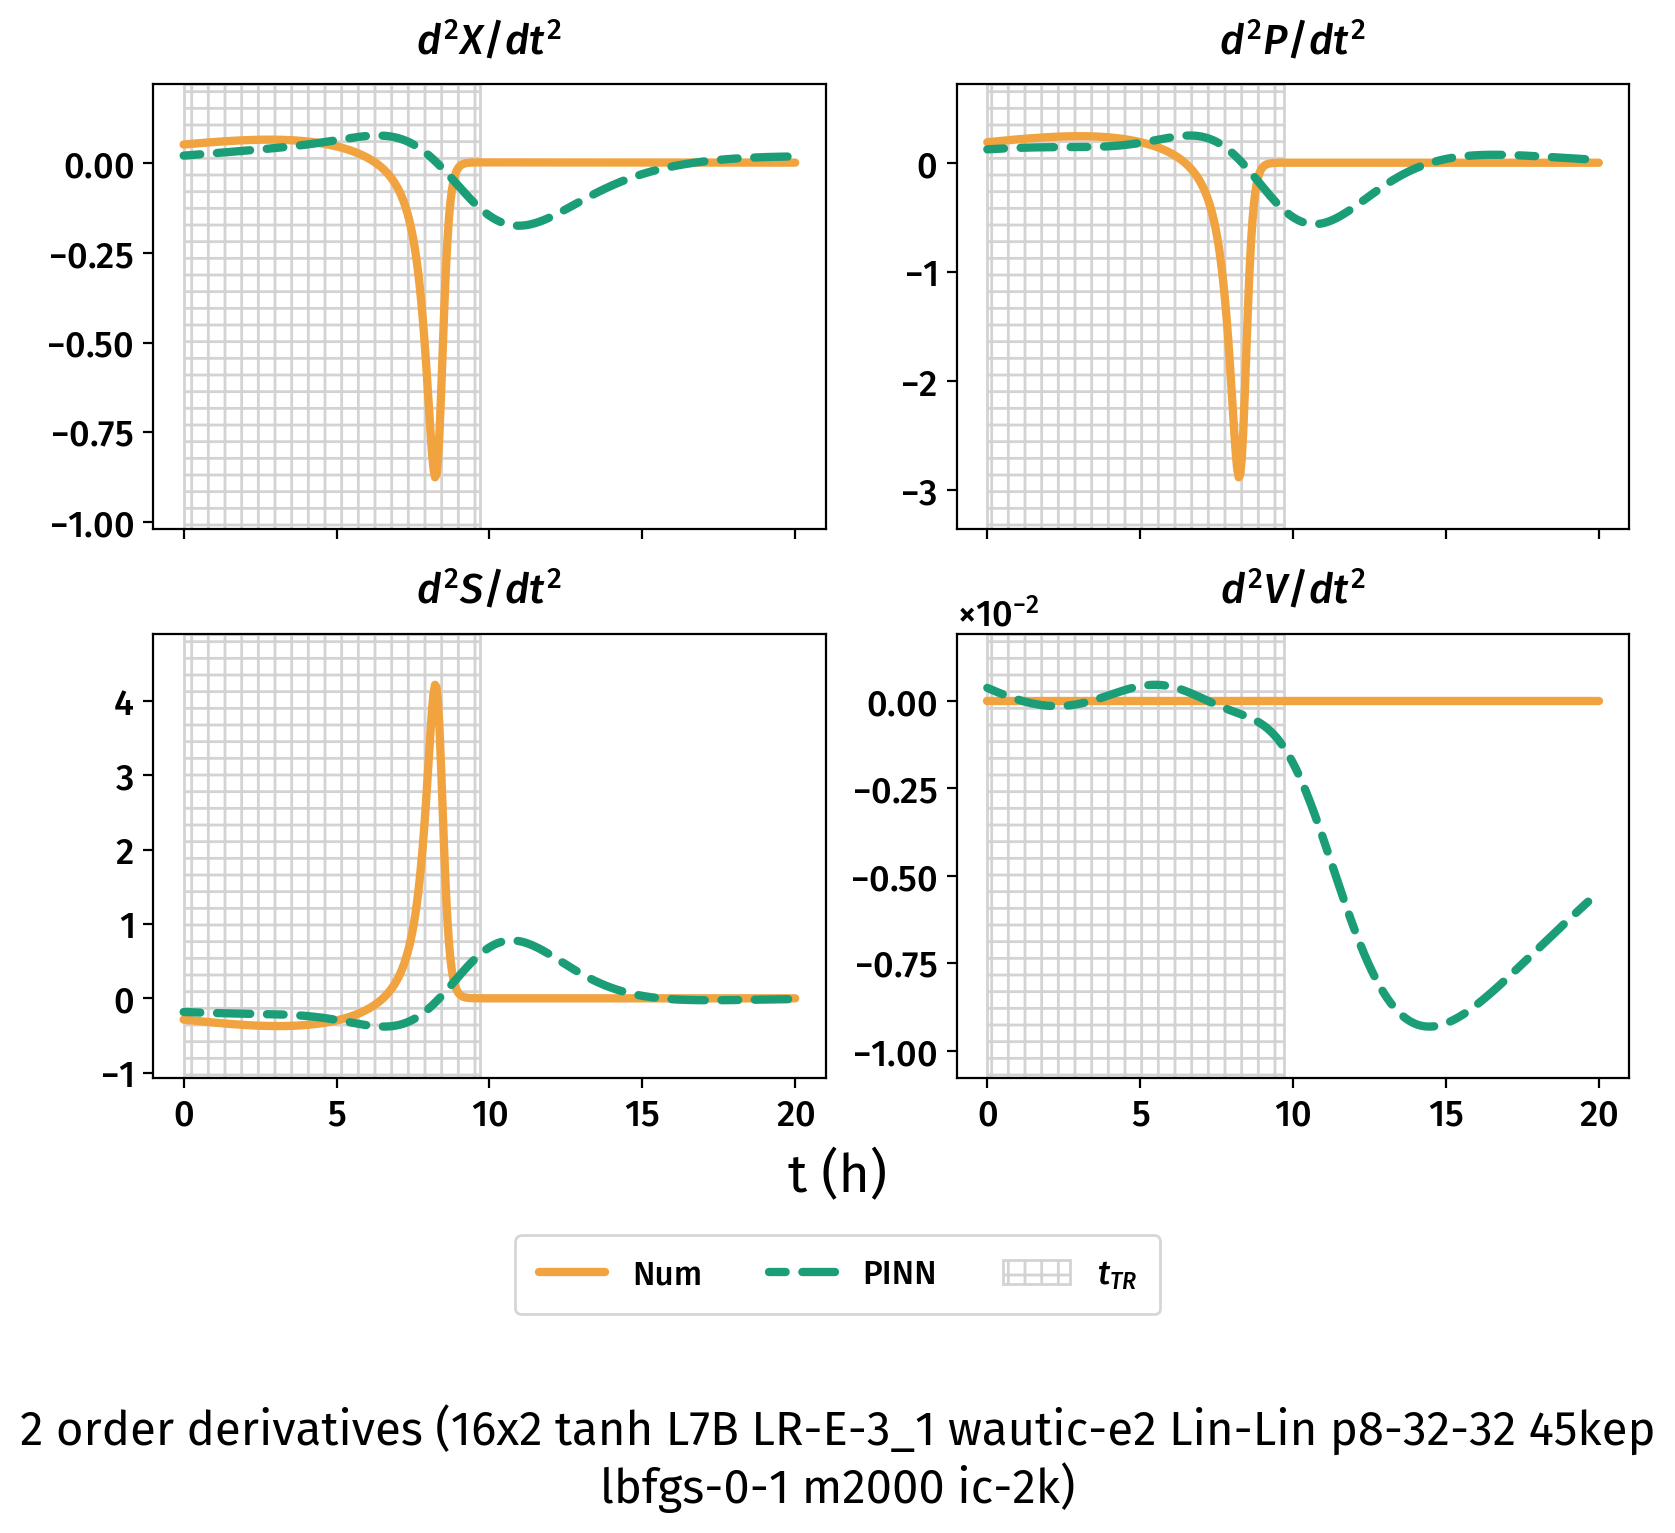 d²X/dt²
d²P/dt²
0.00
−0.25
−0.50
−0.75
−1.00
0
−1
−2
−3
d²S/dt²
d²V/dt²
×10⁻²
4
3
2
1
0
−1
0.00
−0.25
−0.50
−0.75
−1.00
0 5 10 15 20
0 5 10 15 20
t (h)
Num PINN t_TR
2 order derivatives (16x2 tanh L7B LR-E-3_1 wautic-e2 Lin-Lin p8-32-32 45kep
lbfgs-0-1 m2000 ic-2k)